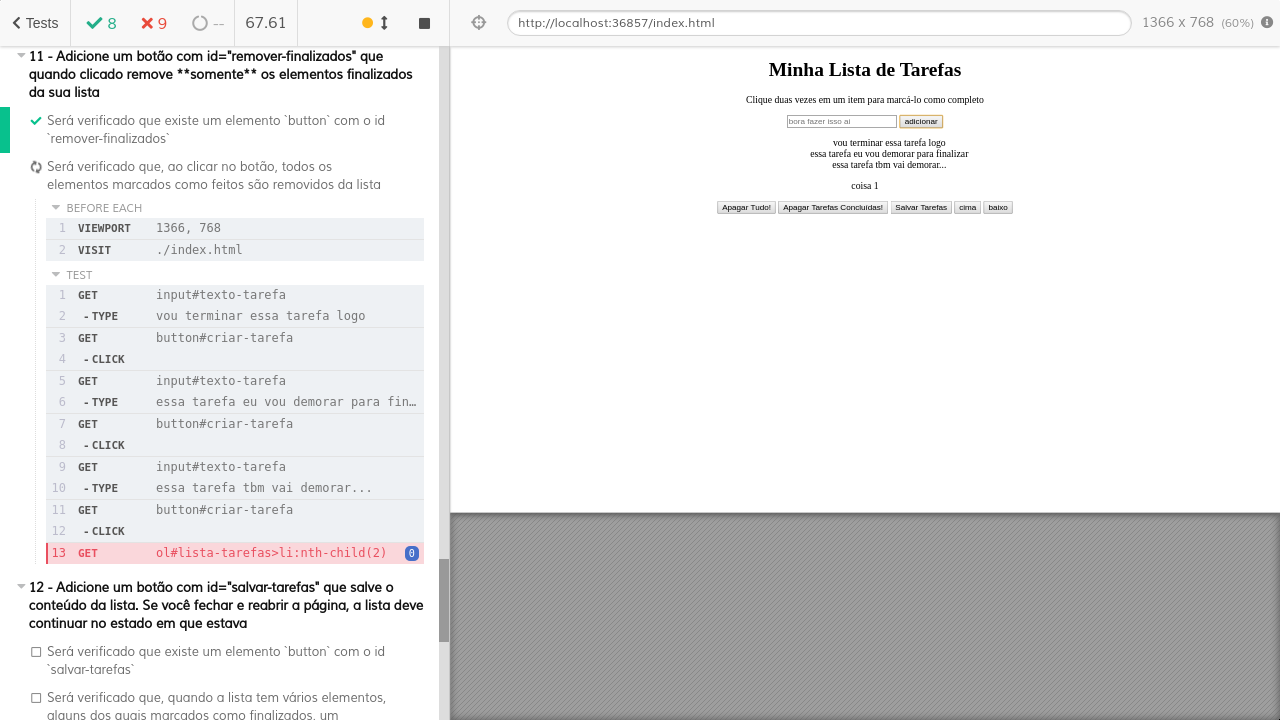 Tests 8 9 -- 67.61
11 - Adicione um botão com id="remover-finalizados" que
quando clicado remove **somente** os elementos finalizados
da sua lista
Será verificado que existe um elemento `button` com o id
`remover-finalizados`
Será verificado que, ao clicar no botão, todos os
elementos marcados como feitos são removidos da lista
BEFORE EACH
1 VIEWPORT 1366, 768
2 VISIT ./index.html
TEST
1 GET input#texto-tarefa
2 -TYPE vou terminar essa tarefa logo
3 GET button#criar-tarefa
4 -CLICK
5 GET input#texto-tarefa
6 -TYPE essa tarefa eu vou demorar para fin…
7 GET button#criar-tarefa
8 -CLICK
9 GET input#texto-tarefa
10 -TYPE essa tarefa tbm vai demorar...
11 GET button#criar-tarefa
12 -CLICK
13 GET ol#lista-tarefas>li:nth-child(2) 0
12 - Adicione um botão com id="salvar-tarefas" que salve o
conteúdo da lista. Se você fechar e reabrir a página, a lista deve
continuar no estado em que estava
Será verificado que existe um elemento `button` com o id
`salvar-tarefas`
Será verificado que, quando a lista tem vários elementos,
alguns dos quais marcados como finalizados, um
http://localhost:36857/index.html 1366 x 768 (60%)
Minha Lista de Tarefas
Clique duas vezes em um item para marcá-lo como completo
bora fazer isso ai adicionar
vou terminar essa tarefa logo
essa tarefa eu vou demorar para finalizar
essa tarefa tbm vai demorar...
coisa 1
Apagar Tudo! Apagar Tarefas Concluídas! Salvar Tarefas cima baixo